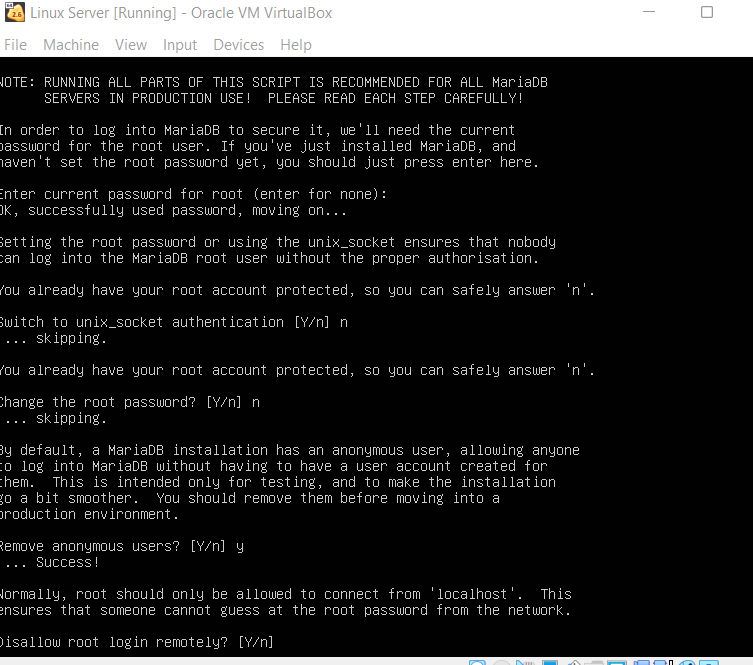 Linux Server [Running] - Oracle VM VirtualBox
File Machine View Input Devices Help
NOTE: RUNNING ALL PARTS OF THIS SCRIPT IS RECOMMENDED FOR ALL MariaDB
SERVERS IN PRODUCTION USE! PLEASE READ EACH STEP CAREFULLY!
In order to log into MariaDB to secure it, we'll need the current
password for the root user. If you've just installed MariaDB, and
haven't set the root password yet, you should just press enter here.
Enter current password for root (enter for none):
OK, successfully used password, moving on...
Setting the root password or using the unix_socket ensures that nobody
can log into the MariaDB root user without the proper authorisation.
You already have your root account protected, so you can safely answer 'n'.
Switch to unix_socket authentication [Y/n] n
... skipping.
You already have your root account protected, so you can safely answer 'n'.
Change the root password? [Y/n] n
... skipping.
By default, a MariaDB installation has an anonymous user, allowing anyone
to log into MariaDB without having to have a user account created for
them. This is intended only for testing, and to make the installation
go a bit smoother. You should remove them before moving into a
production environment.
Remove anonymous users? [Y/n] y
... Success!
Normally, root should only be allowed to connect from 'localhost'. This
ensures that someone cannot guess at the root password from the network.
Disallow root login remotely? [Y/n]